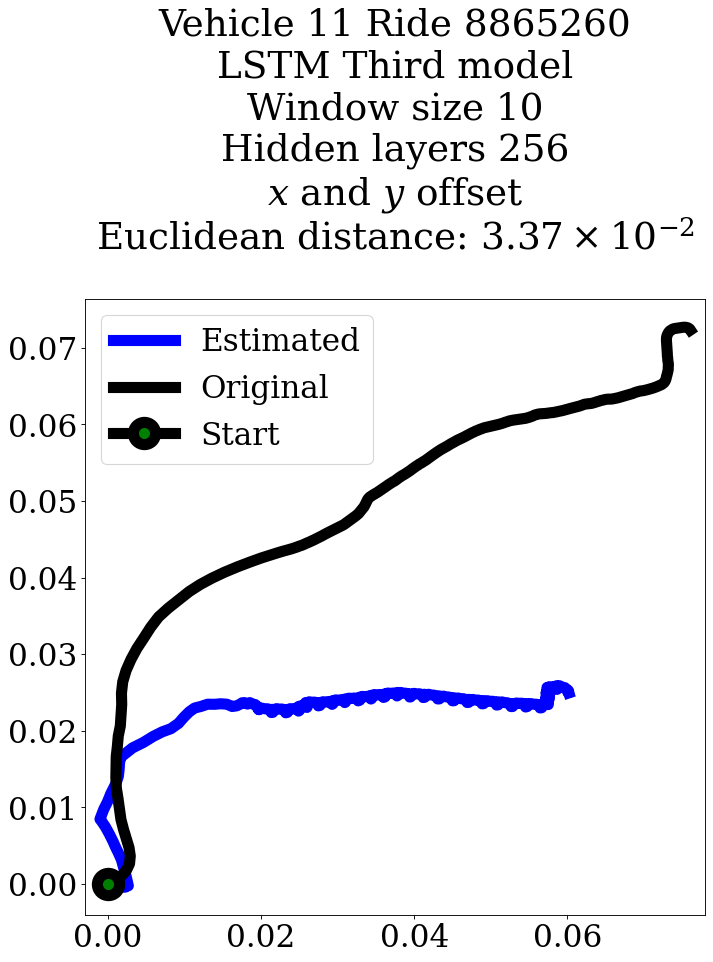 Vehicle 11 Ride 8865260
LSTM Third model
Window size 10
Hidden layers 256
x and y offset
Euclidean distance: 3.37 × 10⁻²
Estimated
Original
Start
0.07
0.06
0.05
0.04
0.03
0.02
0.01
0.00
0.00 0.02 0.04 0.06